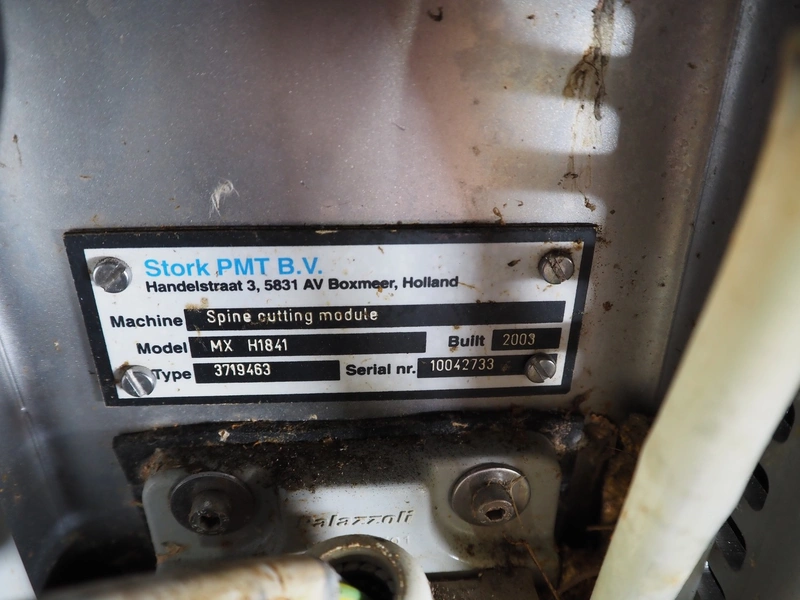 Stork PMT B.V.
Handelstraat 3, 5831 AV Boxmeer, Holland
Machine Spine cutting module
Model MX H1841 Built 2003
Type 3719463 Serial nr. 10042733
Palazzoli